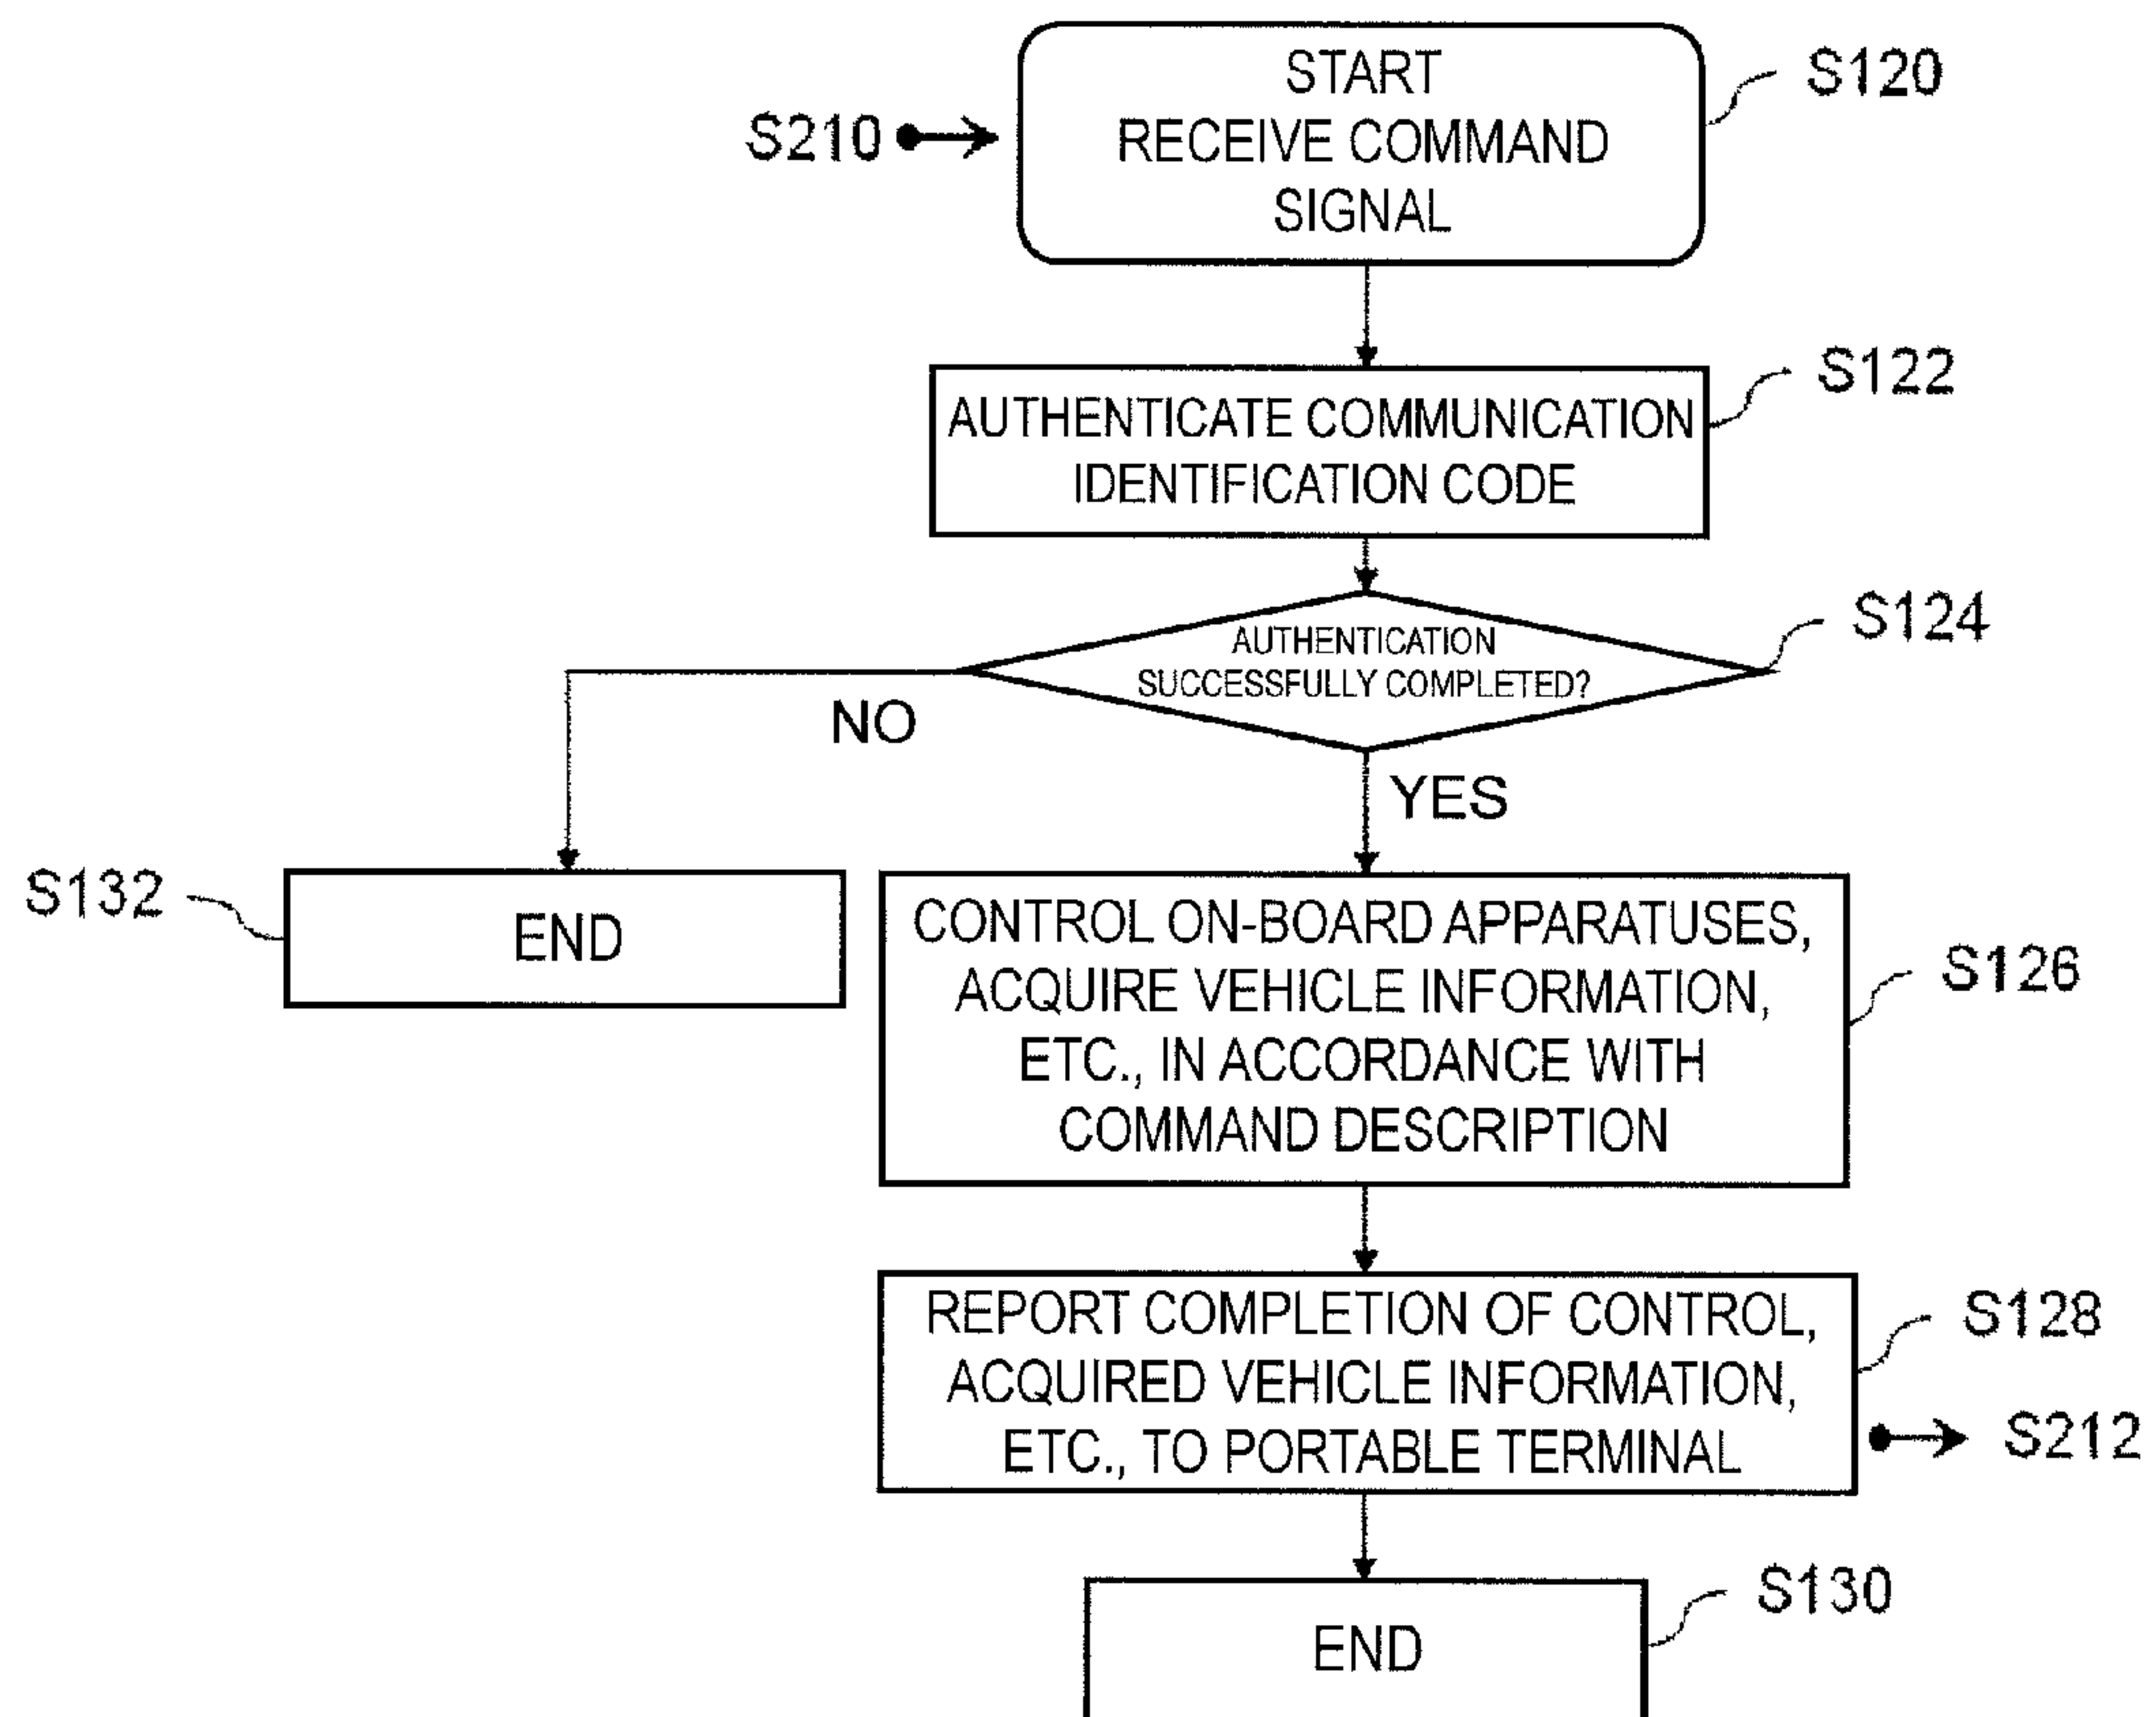 START
S120
S210
RECEIVE COMMAND
SIGNAL
S122
AUTHENTICATE COMMUNICATION
IDENTIFICATION CODE
S124
AUTHENTICATION
SUCCESSFULLY COMPLETED?
NO
YES
S132
END
CONTROL ON-BOARD APPARATUSES,
ACQUIRE VEHICLE INFORMATION,
ETC., IN ACCORDANCE WITH
COMMAND DESCRIPTION
S126
REPORT COMPLETION OF CONTROL,
ACQUIRED VEHICLE INFORMATION,
ETC., TO PORTABLE TERMINAL
S128
S212
S130
END